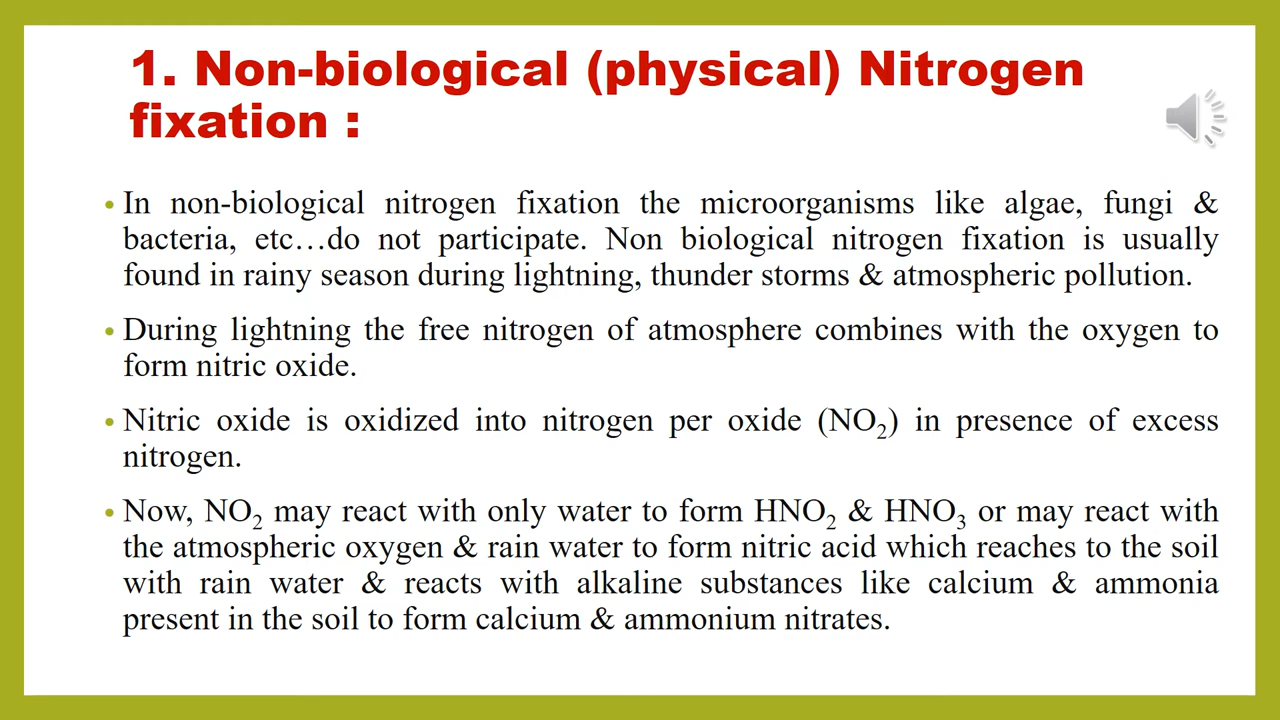 1. Non-biological (physical) Nitrogen
fixation :
• In non-biological nitrogen fixation the microorganisms like algae, fungi &
bacteria, etc…do not participate. Non biological nitrogen fixation is usually
found in rainy season during lightning, thunder storms & atmospheric pollution.
• During lightning the free nitrogen of atmosphere combines with the oxygen to
form nitric oxide.
• Nitric oxide is oxidized into nitrogen per oxide (NO₂) in presence of excess
nitrogen.
• Now, NO₂ may react with only water to form HNO₂ & HNO₃ or may react with
the atmospheric oxygen & rain water to form nitric acid which reaches to the soil
with rain water & reacts with alkaline substances like calcium & ammonia
present in the soil to form calcium & ammonium nitrates.